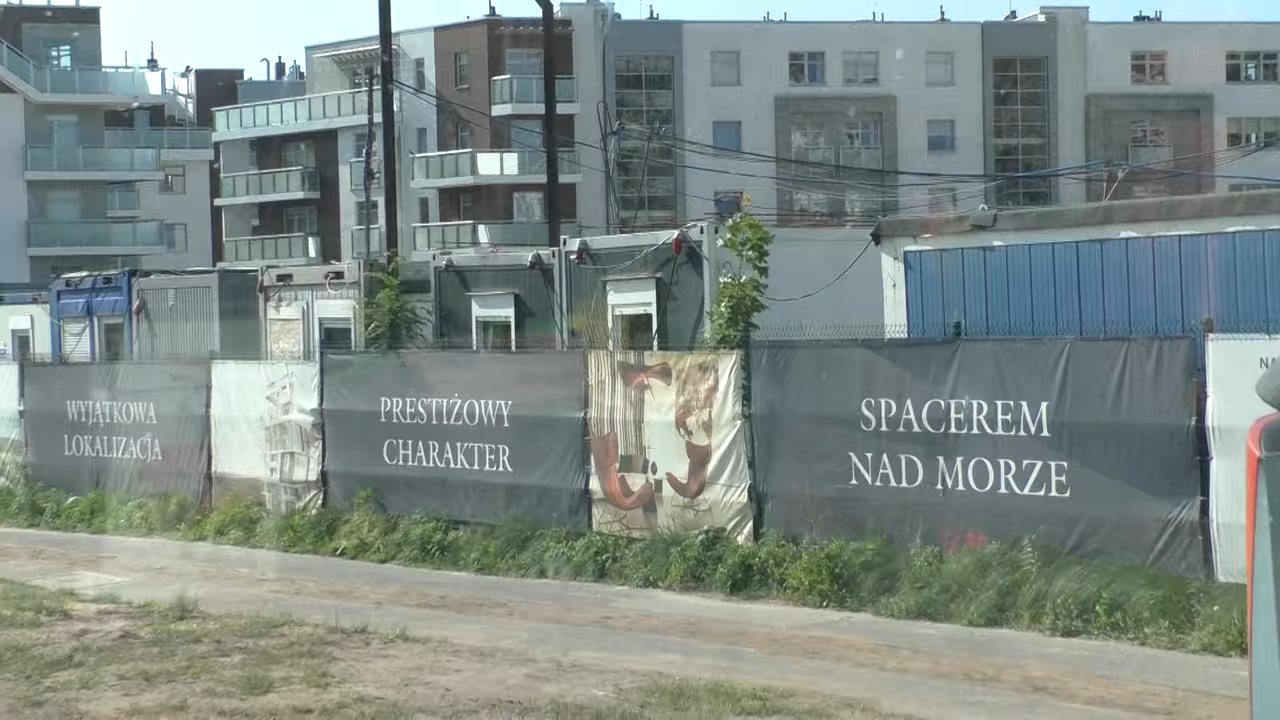 WYJĄTKOWA
LOKALIZACJA
PRESTIŻOWY
CHARAKTER
SPACEREM
NAD MORZE